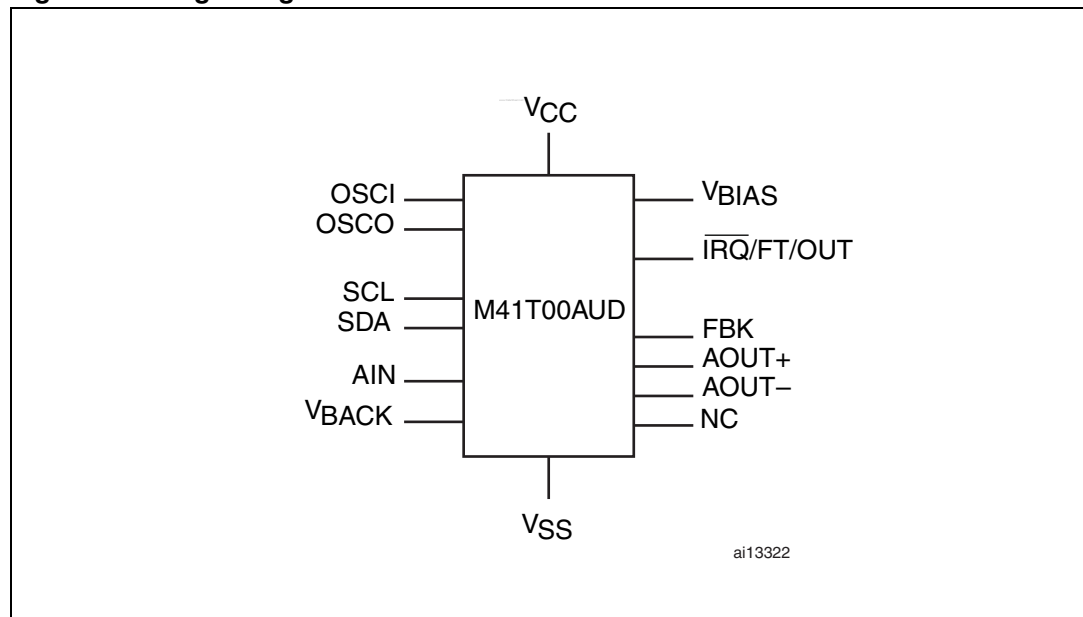 VCC
OSCI
OSCO
SCL
SDA
AIN
VBACK
M41T00AUD
VBIAS
IRQ/FT/OUT
FBK
AOUT+
AOUT–
NC
VSS
ai13322